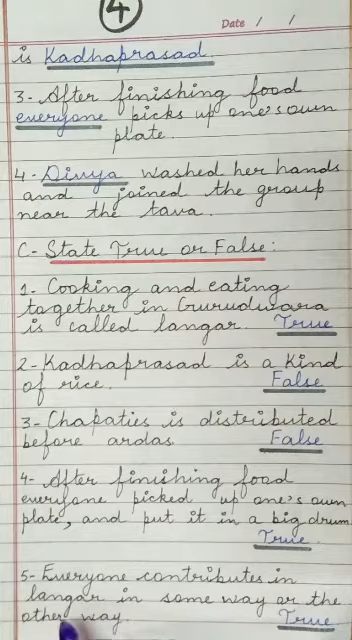 4
Date / /
is Kadhaprasad.
3- After finishing food
everyone picks up one's own
plate.
4- Divya washed her hands
and joined the group
near the tava.
C- State True or False:
1- Cooking and eating
together in Gurudwara
is called langar. True
2- Kadhaprasad is a Kind
of rice. False
3- Chapaties is distributed
before ardas False
4- After finishing food
everyone picked up one's own
plate, and put it in a big drum
True.
5- Everyone contributes in
langar in some way or the
other way. True